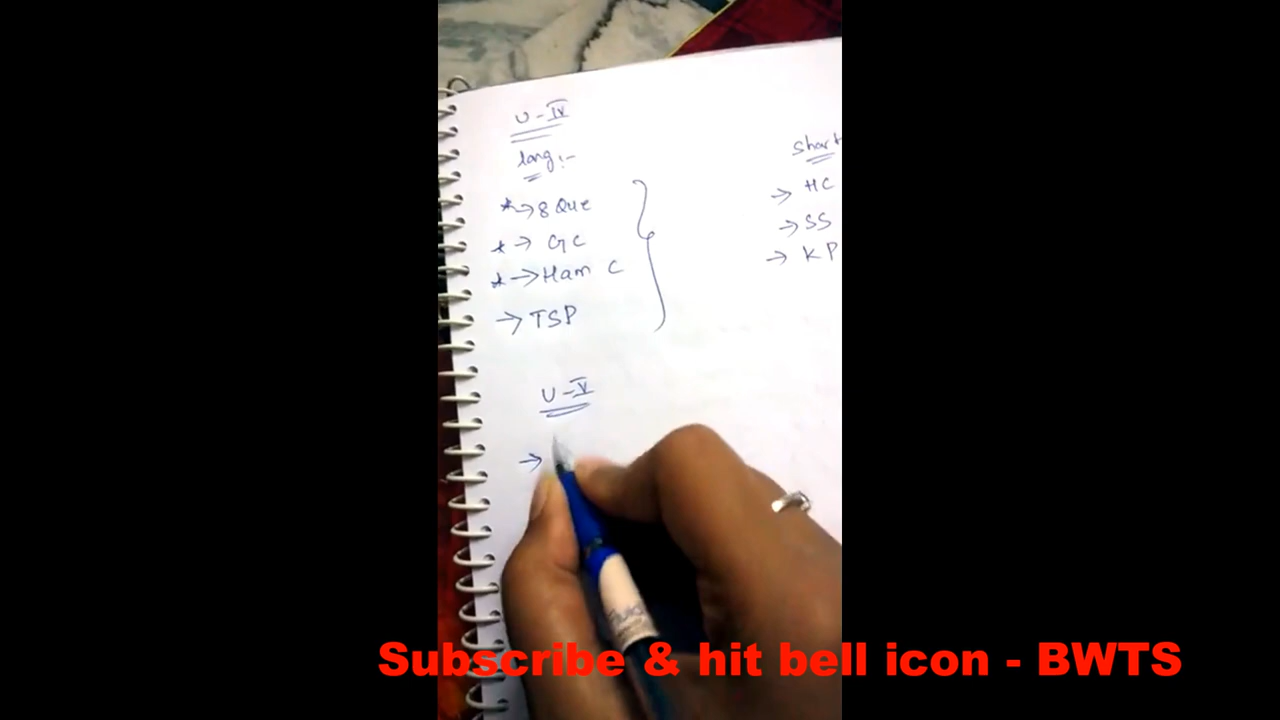 U - IV
long :-
* → 8 Que
* → GC
* → Ham C
→ TSP
Short
→ HC
→ SS
→ KP
U - V
→
Subscribe & hit bell icon - BWTS